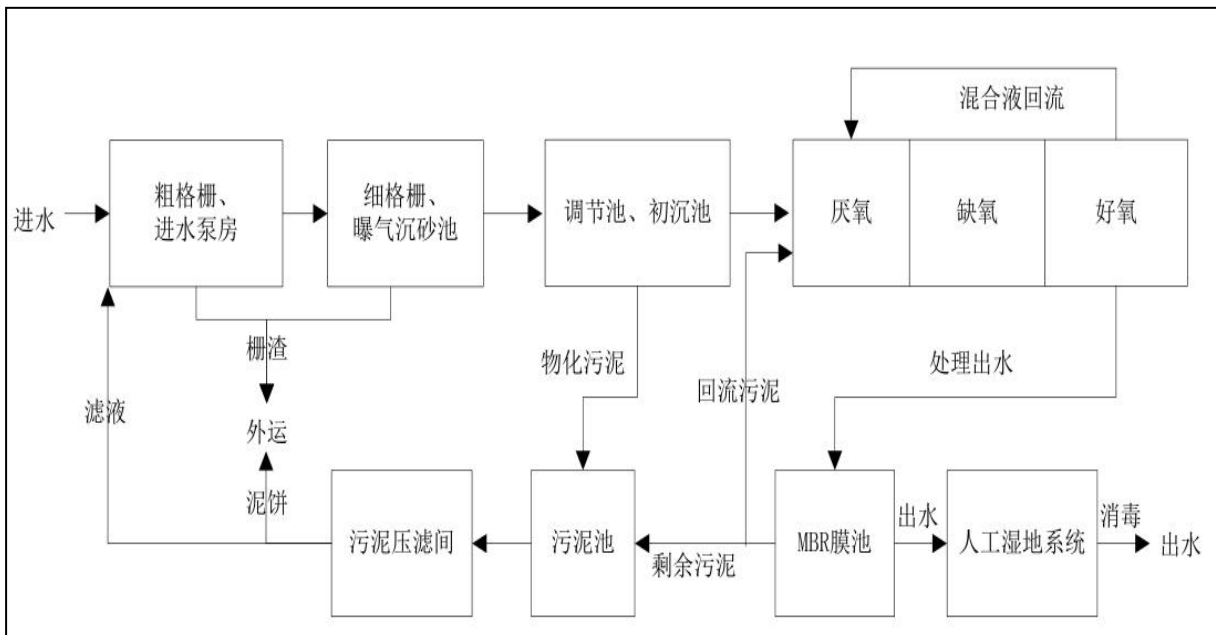 混合液回流
进水
粗格栅、
进水泵房
细格栅、
曝气沉砂池
调节池、初沉池
厌氧
缺氧
好氧
栅渣
物化污泥
回流污泥
处理出水
滤液
外运
泥饼
污泥压滤间
污泥池
剩余污泥
MBR膜池
出水
人工湿地系统
消毒
出水